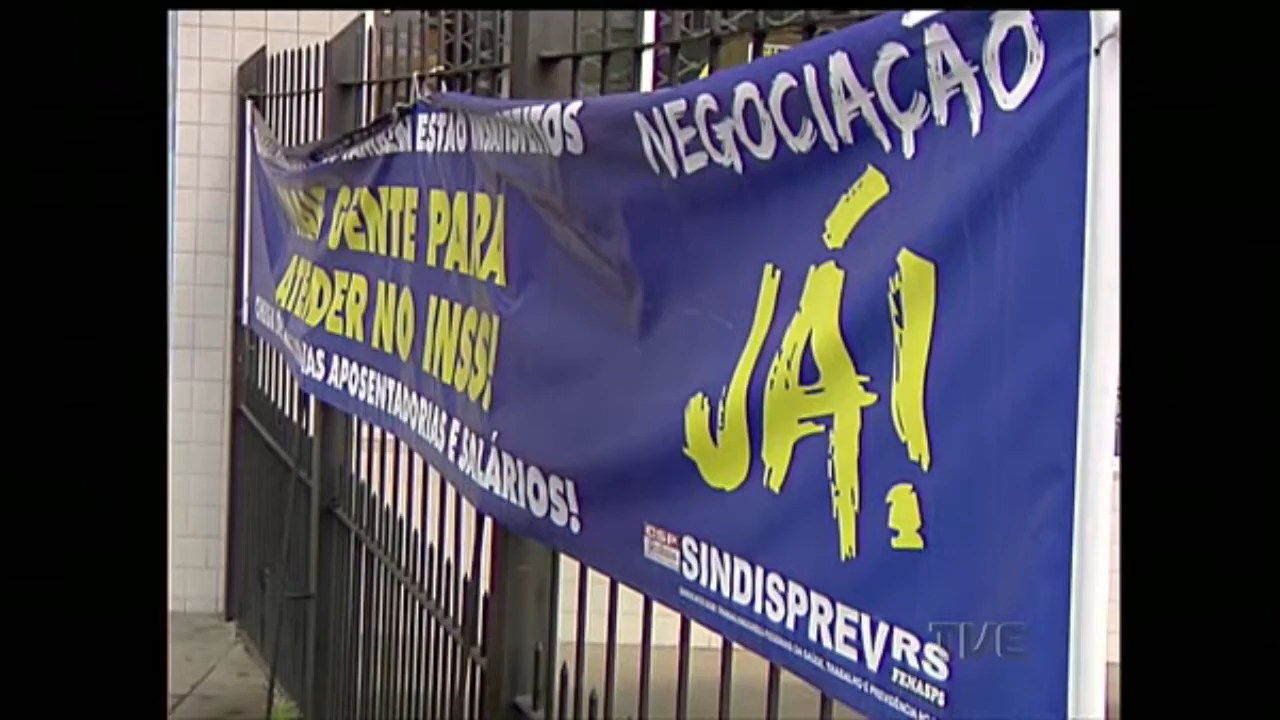 ESTÃO INSATISFEITOS
GENTE PARA
ATENDER NO INSS!
APOSENTADORIAS E SALÁRIOS!
NEGOCIAÇÃO
JÁ!
CSP
SINDISPREVRS
FENASPS
TVE